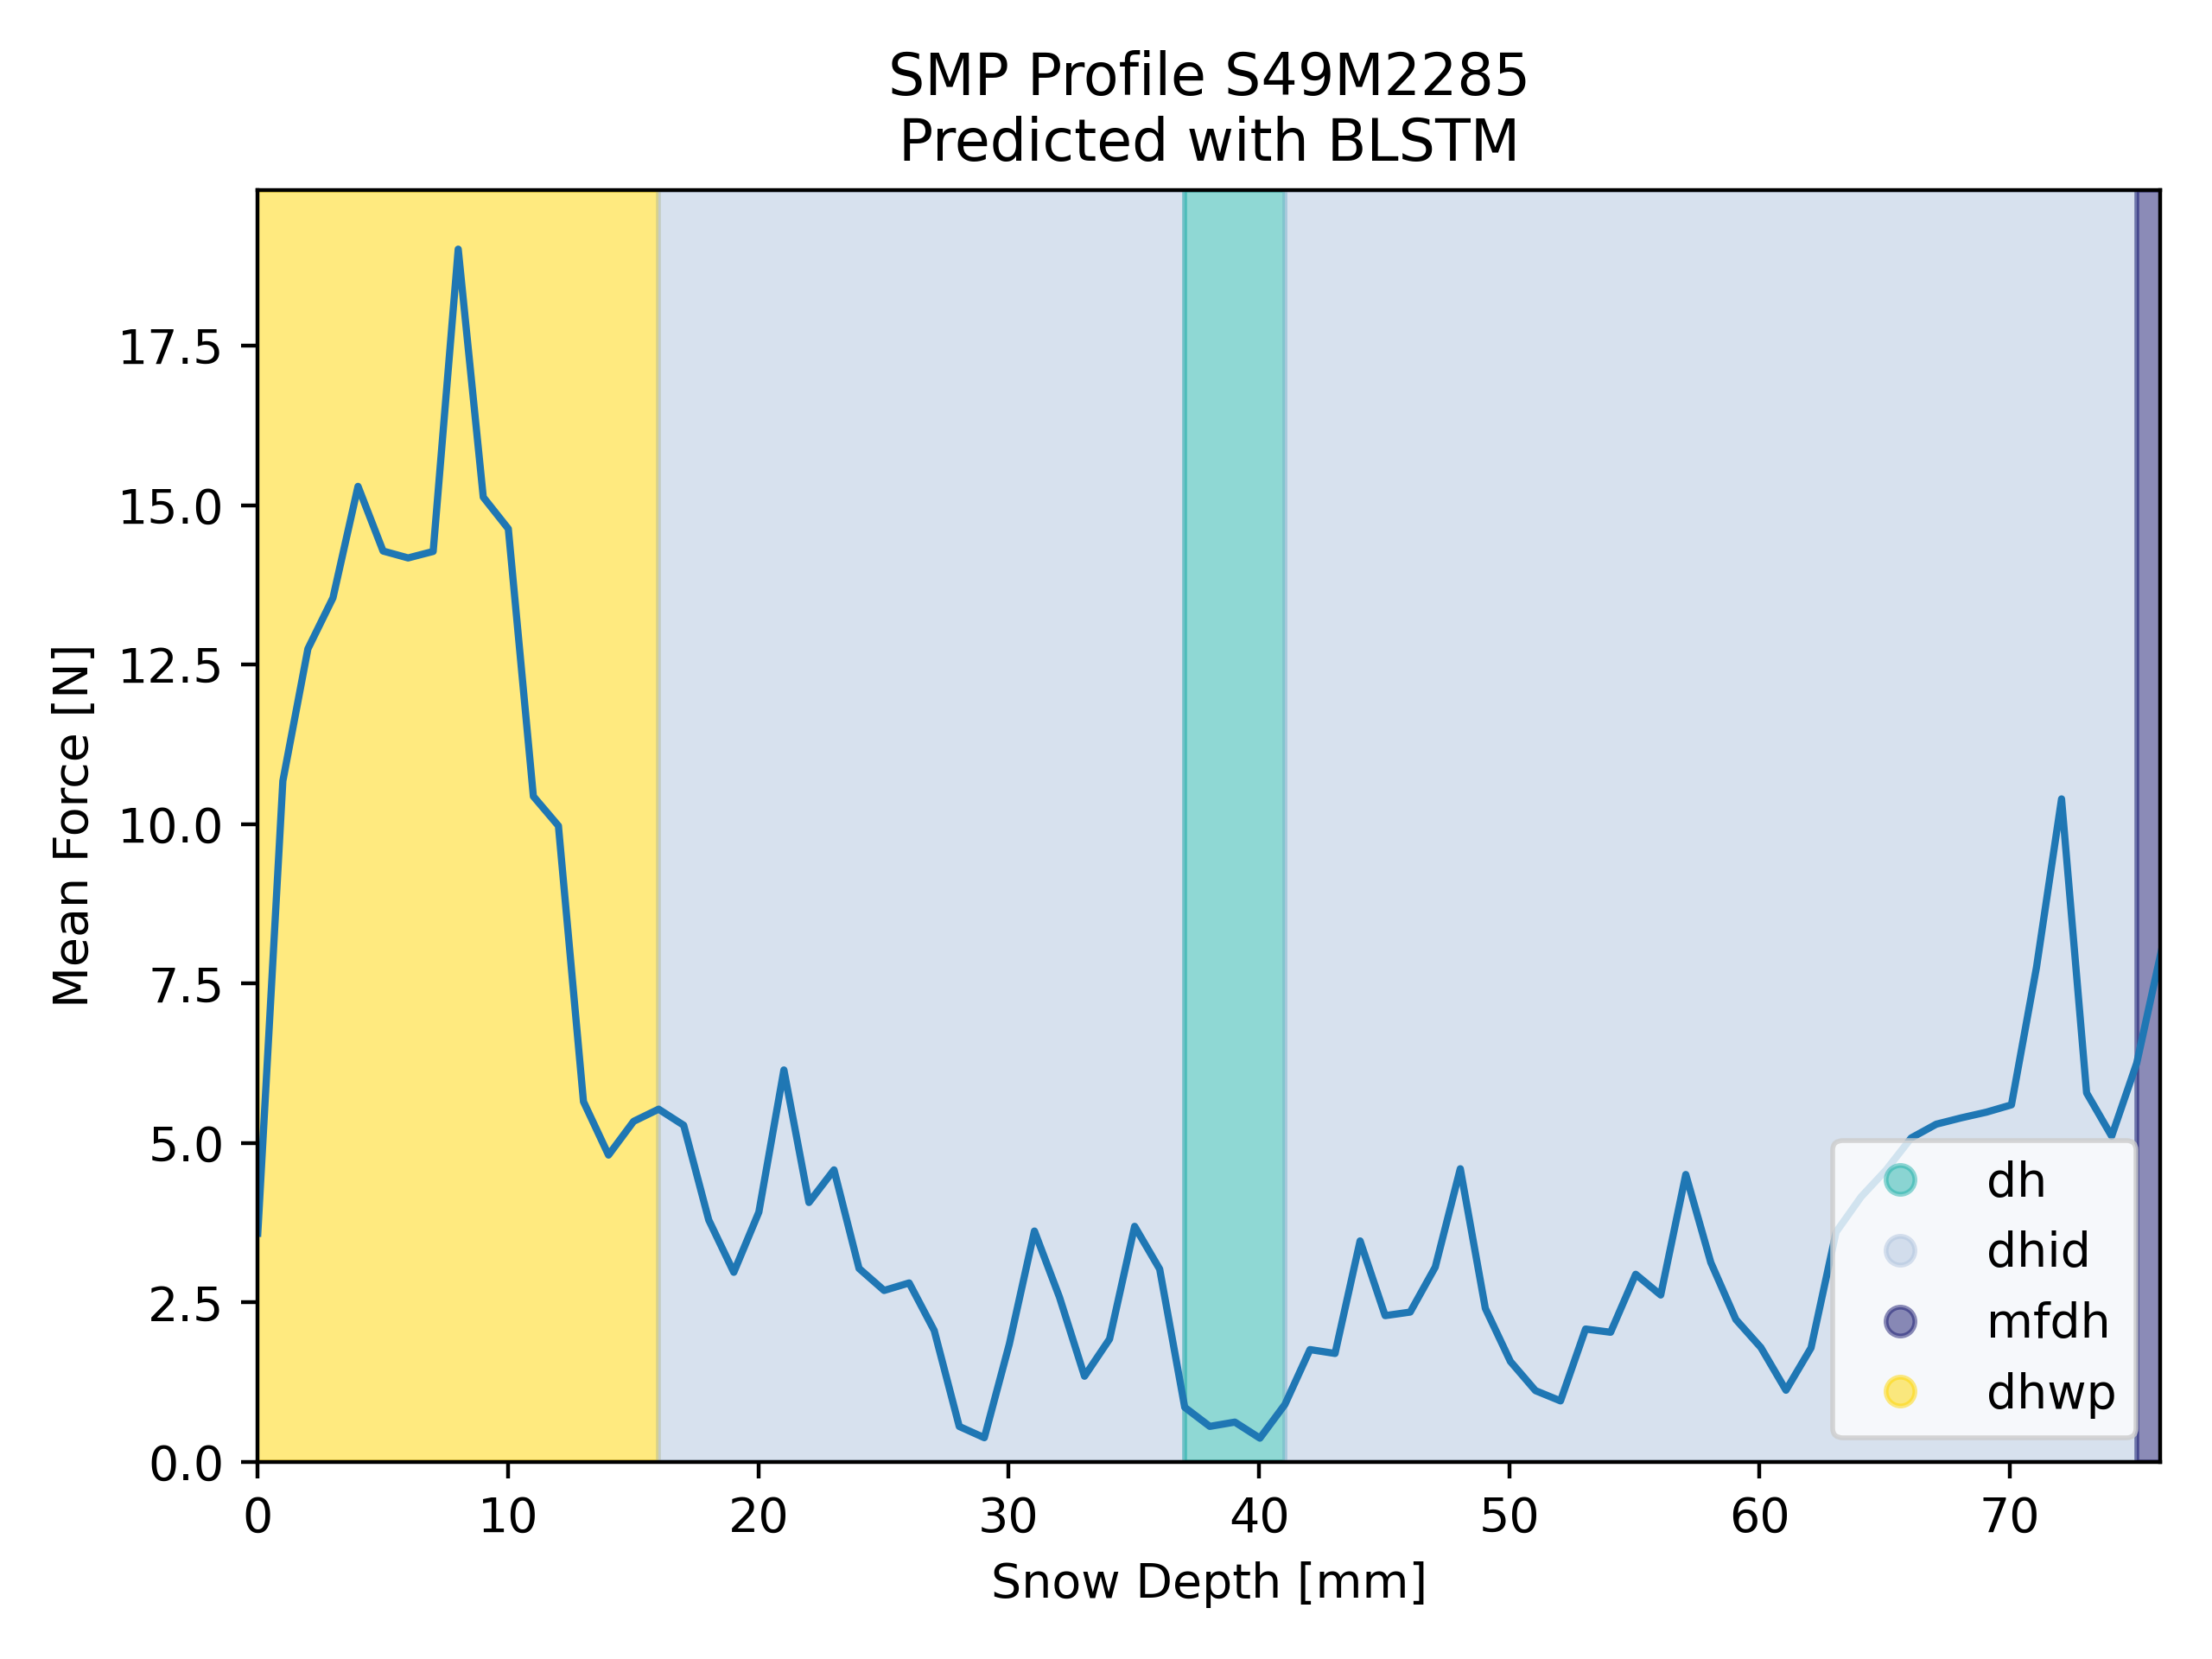 SMP Profile S49M2285
Predicted with BLSTM
Mean Force [N]
17.5
15.0
12.5
10.0
7.5
5.0
2.5
0.0
0 10 20 30 40 50 60 70
Snow Depth [mm]
dh
dhid
mfdh
dhwp